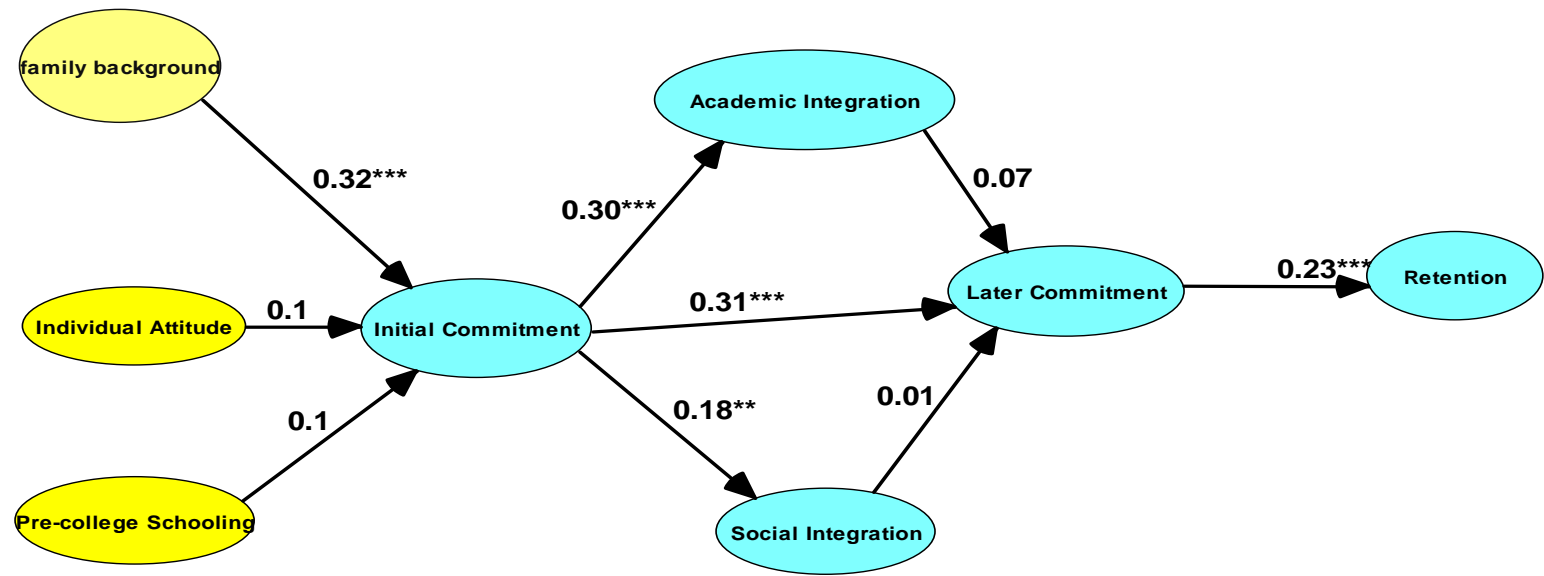 family background
Academic Integration
0.32***
0.07
0.30***
0.23***
Retention
Later Commitment
0.31***
0.1
Individual Attitude
Initial Commitment
0.01
0.18**
0.1
Pre-college Schooling
Social Integration